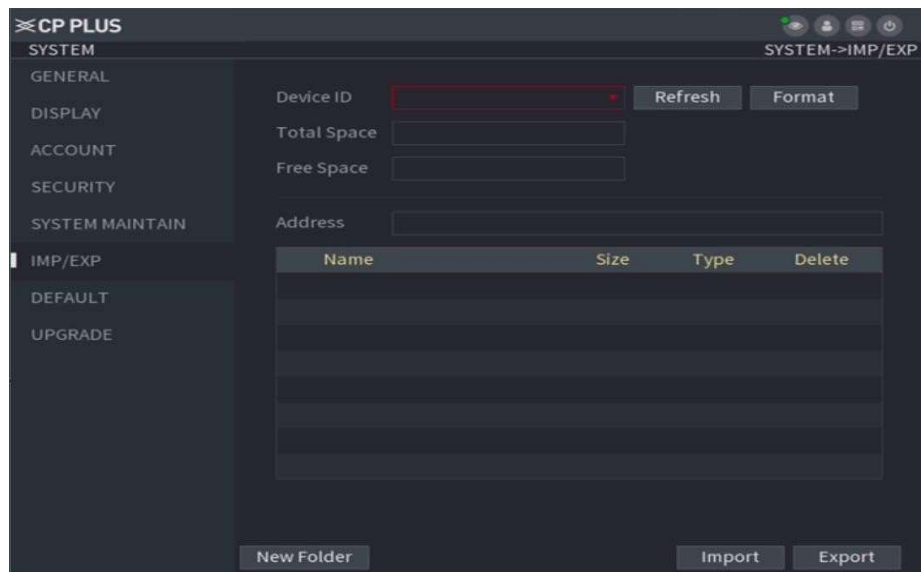 CP PLUS
SYSTEM SYSTEM->IMP/EXP
GENERAL
DISPLAY
ACCOUNT
SECURITY
SYSTEM MAINTAIN
IMP/EXP
DEFAULT
UPGRADE
Device ID Refresh Format
Total Space
Free Space
Address
Name Size Type Delete
New Folder Import Export